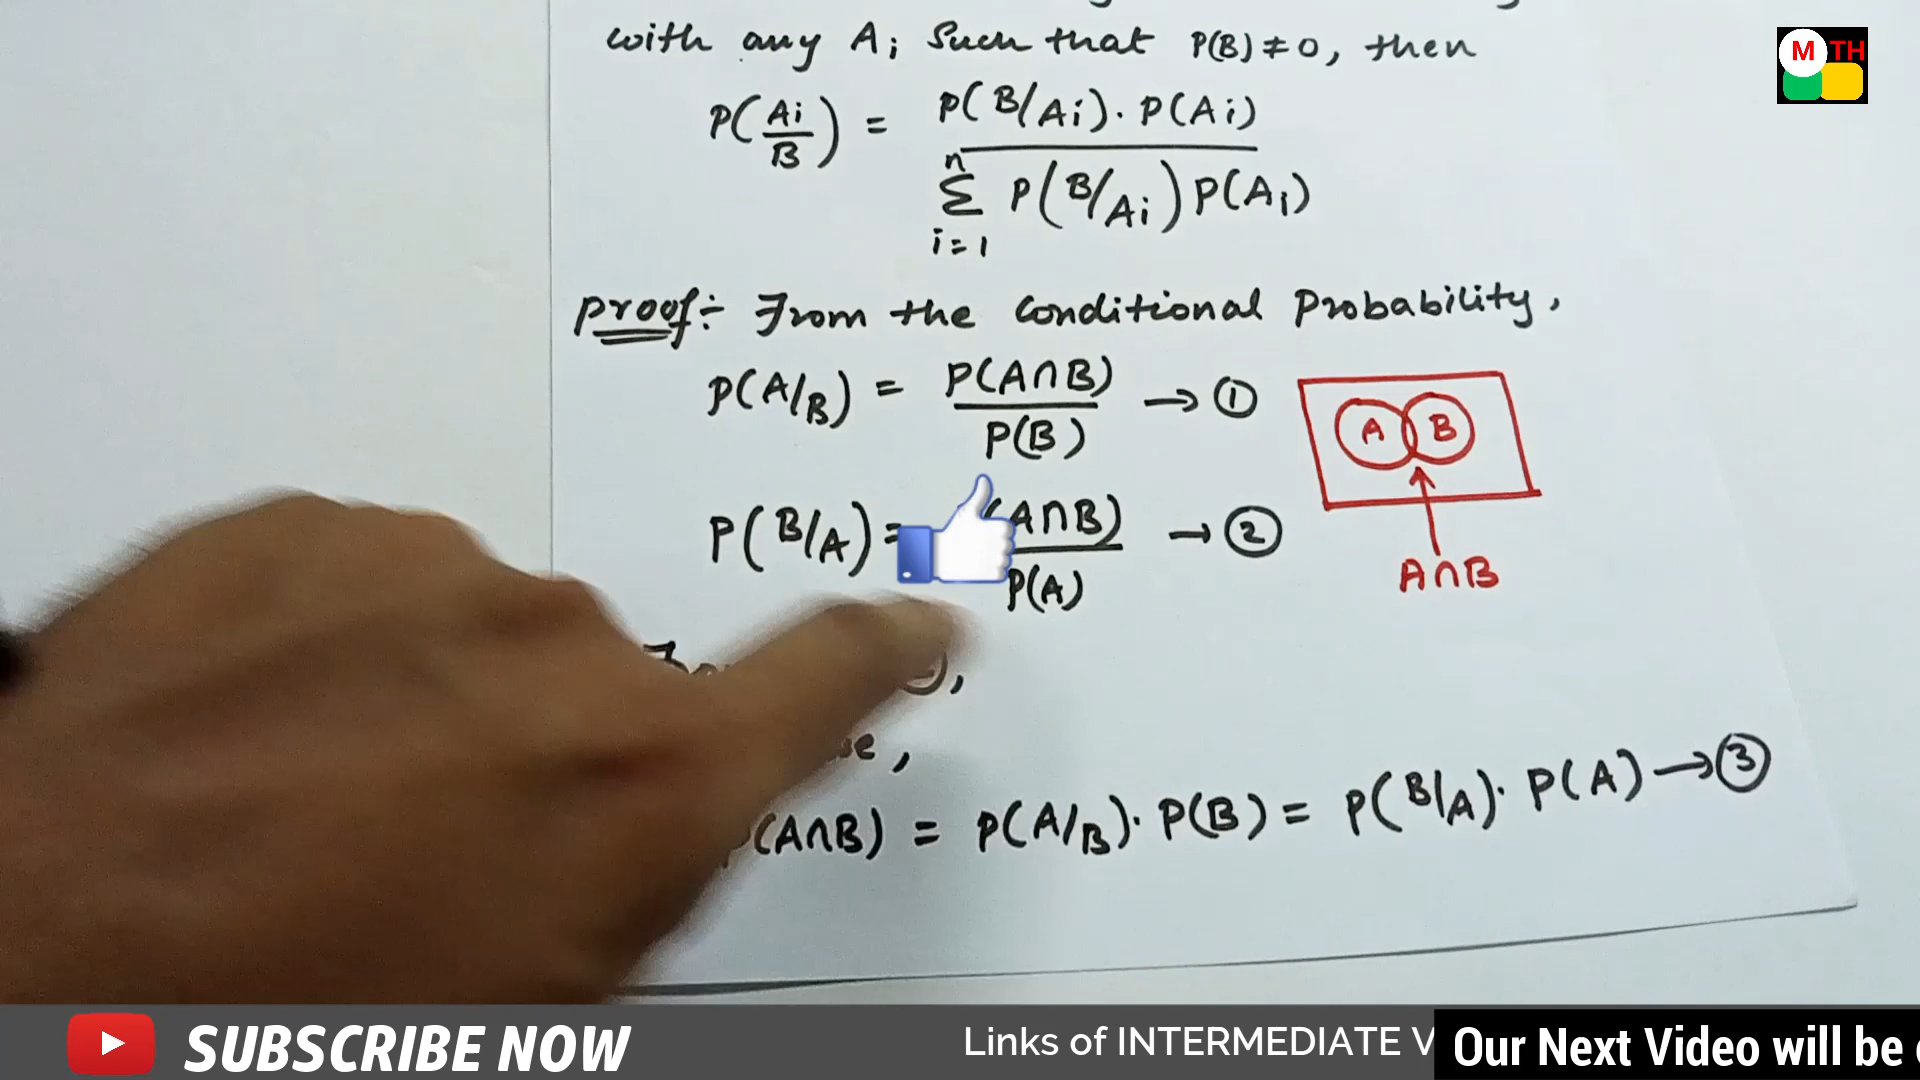 with any Ai Such that P(B) ≠ 0, then
P(Ai/B) = P(B/Ai). P(Ai) / n Σ i=1 P(B/Ai) P(Ai)
proof:- From the Conditional Probability,
P(A/B) = P(A∩B) / P(B) → ①
A B
P(B/A) = (A∩B) / P(A) → ②
A∩B
,
P(A∩B) = P(A/B). P(B) = P(B/A). P(A) → ③
M TH
SUBSCRIBE NOW
Links of INTERMEDIATE V
Our Next Video will be